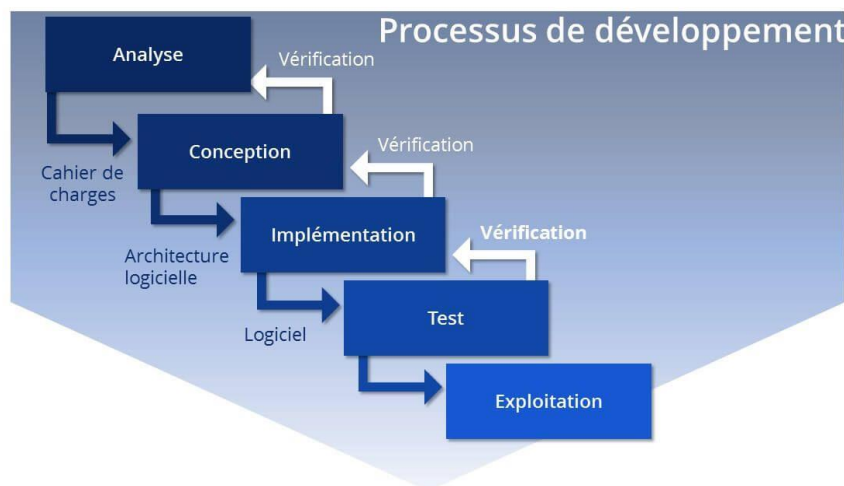 Processus de développement
Analyse
Vérification
Conception
Vérification
Cahier de
charges
Implémentation
Vérification
Architecture
logicielle
Test
Logiciel
Exploitation